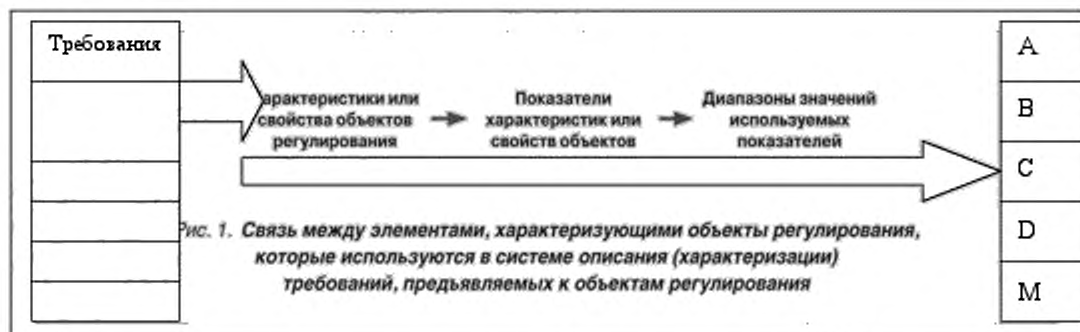 Требования
арактеристики или
свойства объектов
регулирования
Показатели
характеристик или
свойств объектов
Диапазоны значений
используемых
показателей
A
B
C
D
M
Рис. 1. Связь между элементами, характеризующими объекты регулирования,
которые используются в системе описания (характеризации)
требований, предъявляемых к объектам регулирования